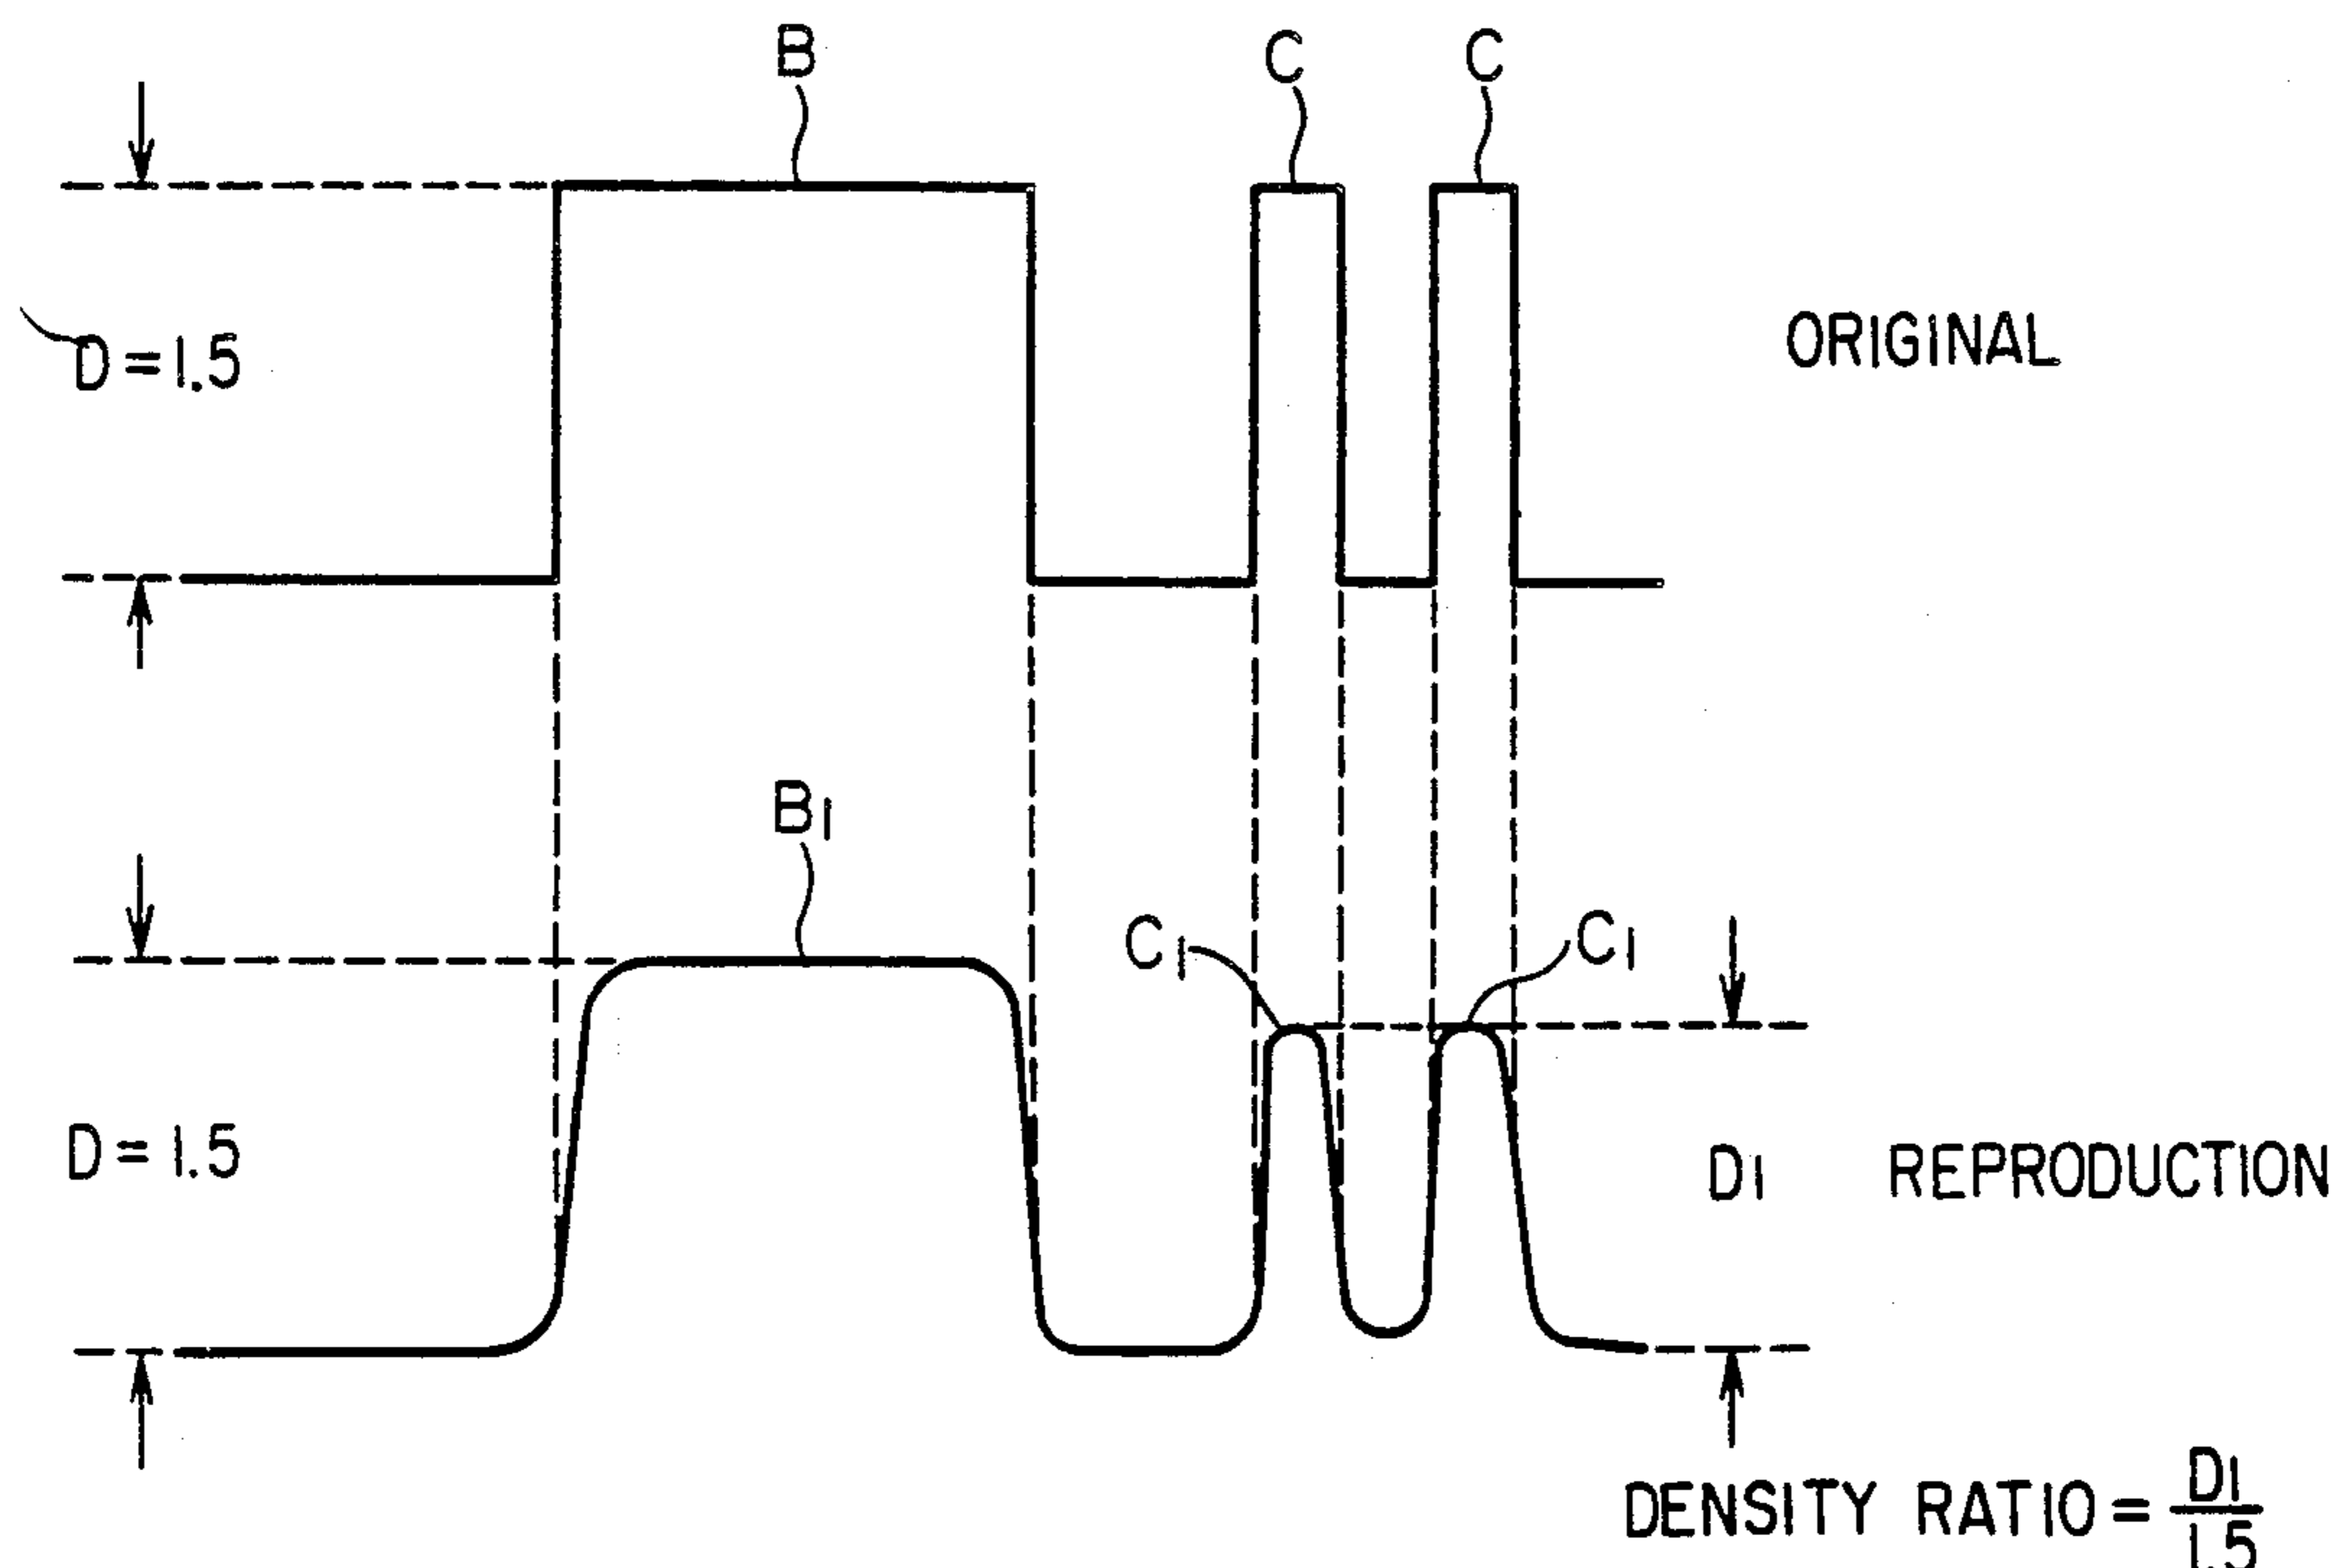 B
C
C
D = 1.5
ORIGINAL
B1
C1
C1
D = 1.5
D1
REPRODUCTION
DENSITY RATIO = D1
1.5